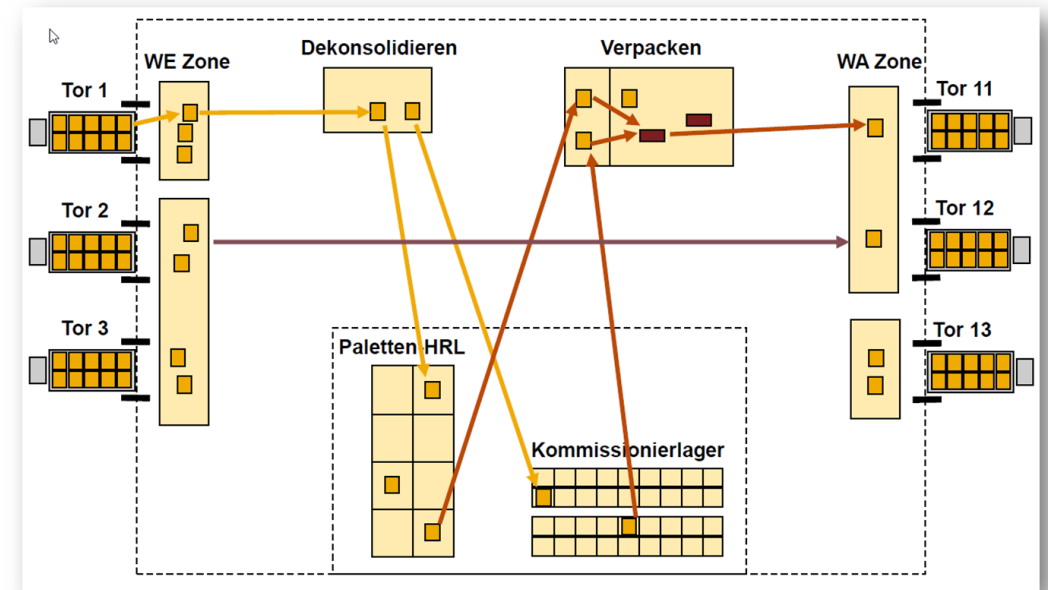 Dekonsolidieren
Verpacken
WE Zone
WA Zone
Tor 1
Tor 11
Tor 2
Tor 12
Tor 3
Tor 13
Paletten-HRL
Kommissionierlager